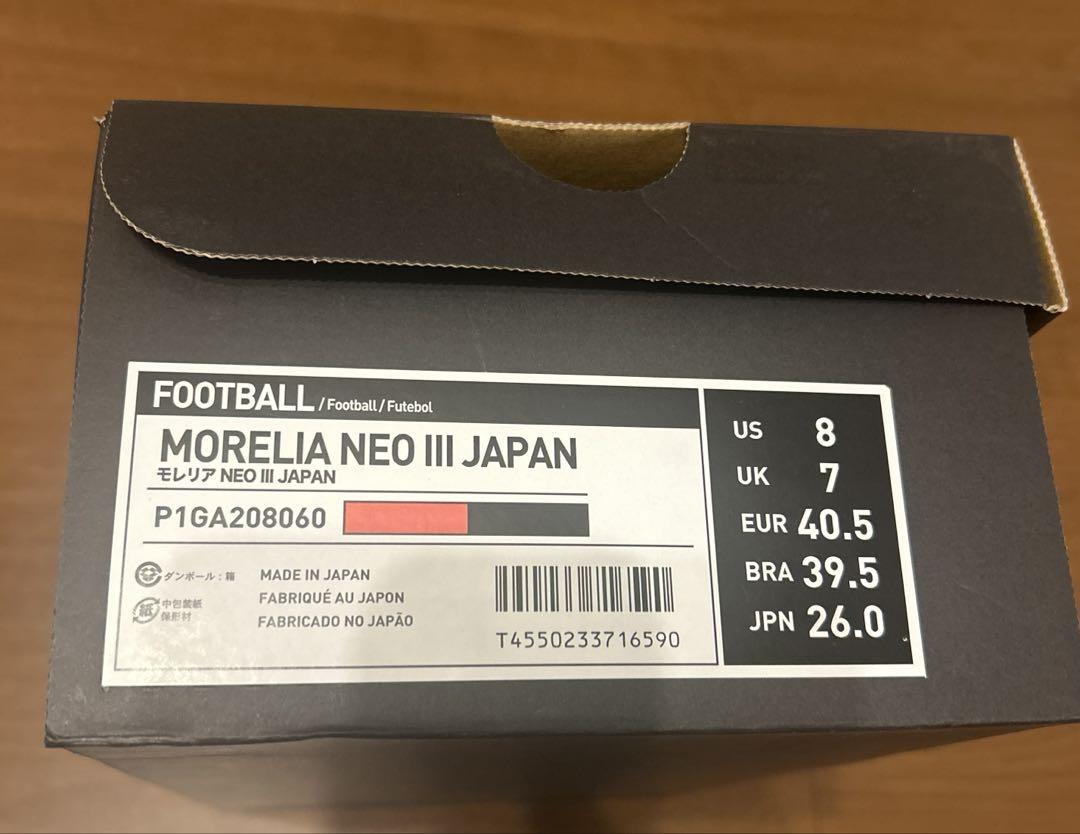 FOOTBALL / Football / Futebol
MORELIA NEO III JAPAN
モレリア NEO III JAPAN
P1GA208060
ダンボール：箱
紙
中包装紙
保形材
MADE IN JAPAN
FABRIQUÉ AU JAPON
FABRICADO NO JAPÃO
T4550233716590
US 8
UK 7
EUR 40.5
BRA 39.5
JPN 26.0